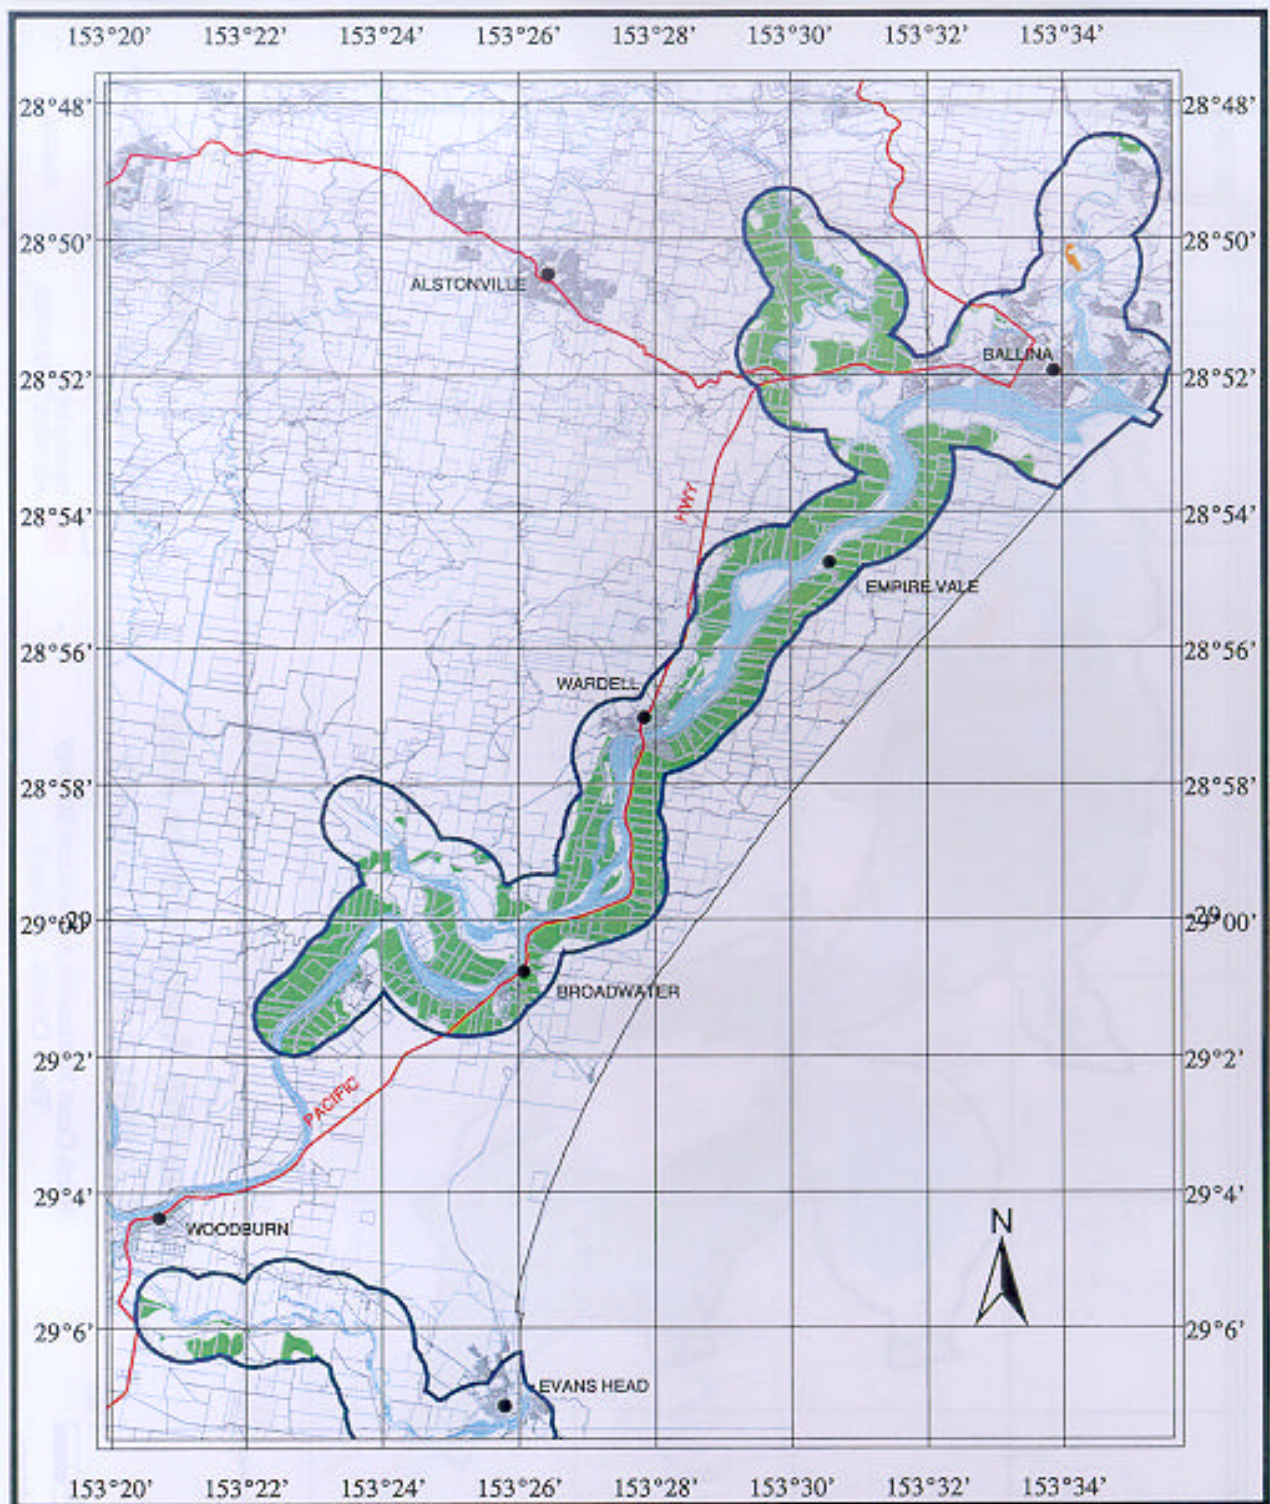 153°20’ 153°22’ 153°24’ 153°26’ 153°28’ 153°30’ 153°32’ 153°34’
28°48’ 28°48’
28°50’ 28°50’
ALSTONVILLE
BALLINA
28°52’ 28°52’
HWY
28°54’ 28°54’
EMPIRE VALE
28°56’ 28°56’
WARDELL
28°58’ 28°58’
29°00’ 29°00’
BROADWATER
29°2’ 29°2’
PACIFIC
29°4’ 29°4’
WOODBURN
N
29°6’ 29°6’
EVANS HEAD
153°20’ 153°22’ 153°24’ 153°26’ 153°28’ 153°30’ 153°32’ 153°34’